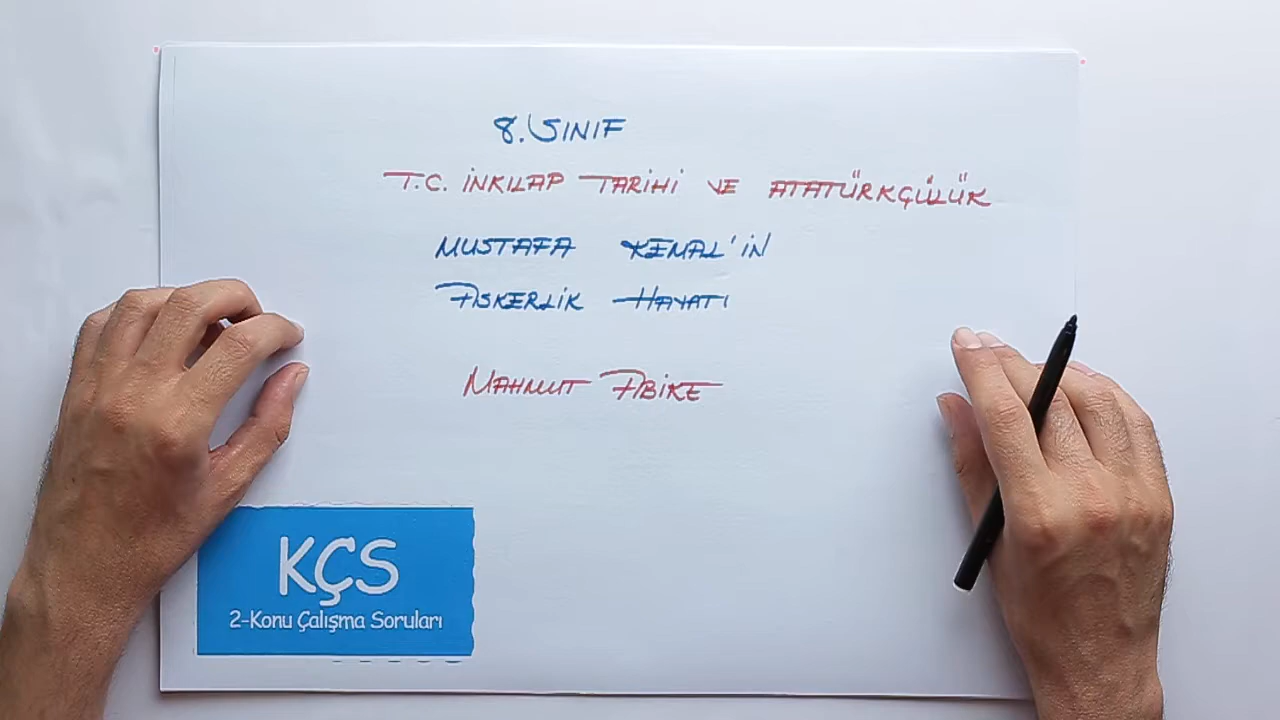 8. SINIF
T.C. İNKILAP TARİHİ VE ATATÜRKÇÜLÜK
MUSTAFA KEMAL'İN
ASKERLİK HAYATI
MAHMUT ABİKE
KÇS
2-Konu Çalışma Soruları